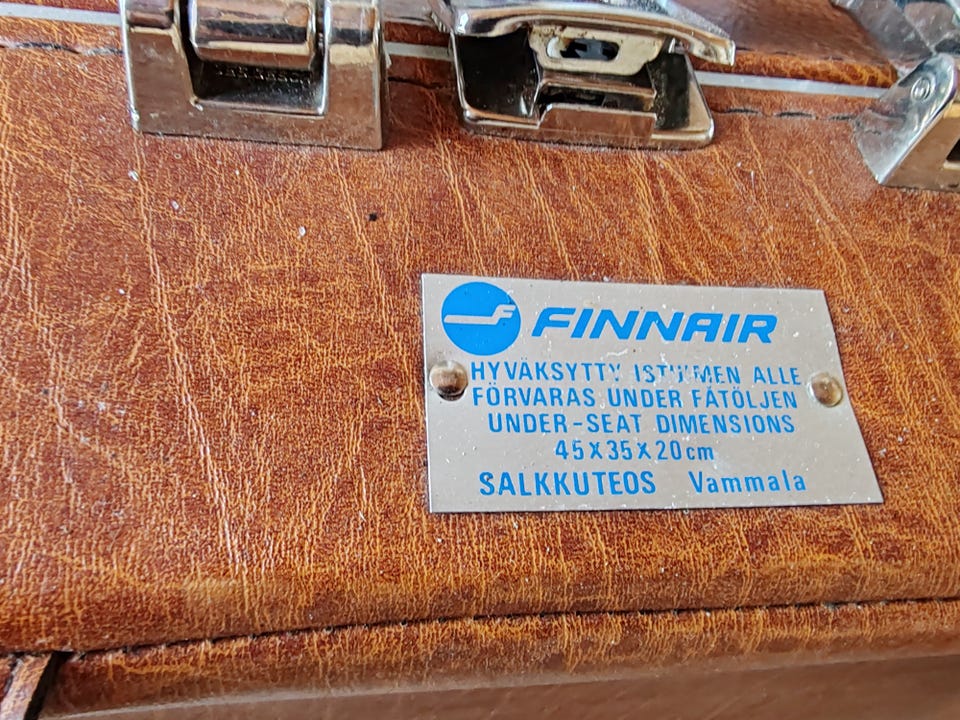 FINNAIR
HYVÄKSYTTY ISTUIMEN ALLE
FÖRVARAS UNDER FÅTÖLJEN
UNDER-SEAT DIMENSIONS
45x35x20cm
SALKKUTEOS Vammala